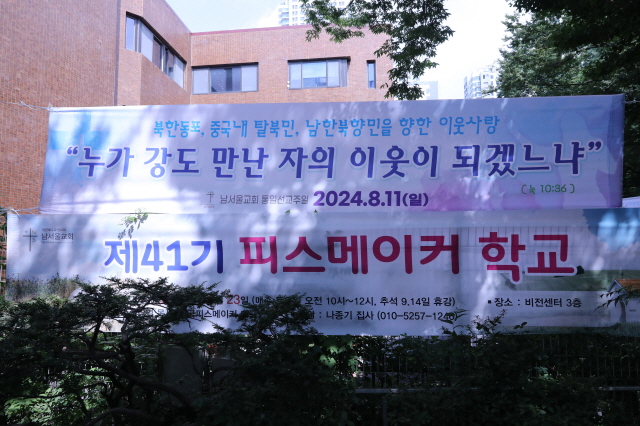 북한동포, 중국내 탈북민, 남한북향민을 향한 이웃사랑
“누가 강도 만난 자의 이웃이 되겠느냐”
(눅 10:36)
남서울교회 통일선교주일 2024.8.11(일)
남서울교회
제41기 피스메이커 학교
23일 오전 10시~12시, 추석 9.14일 휴강) ▪ 장소 : 비전센터 3층
피스메이커 : 나종기 집사 (010-5257-1240)